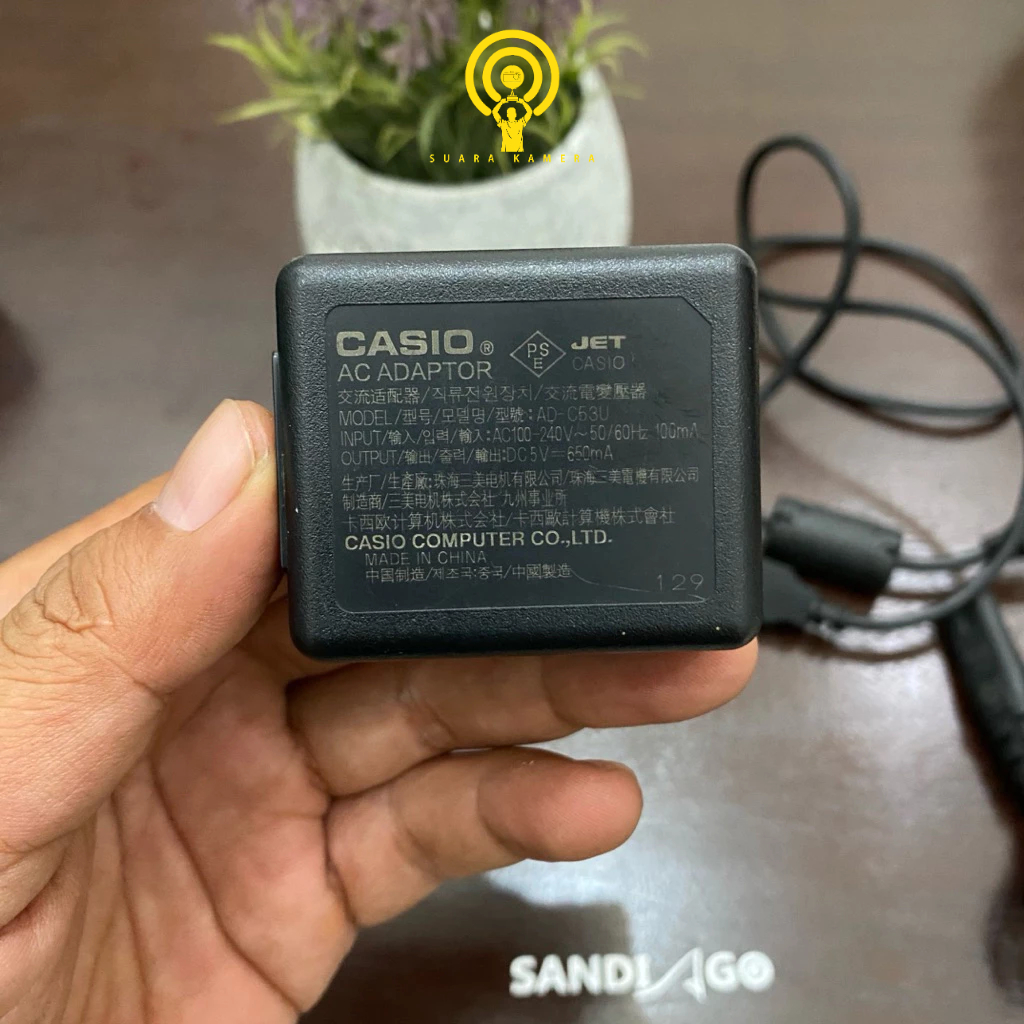 SUARA KAMERA
CASIO® PSE JET
AC ADAPTOR CASIO
交流适配器/직류전원장치/交流電變壓器
MODEL/型号/모델명/型號:AD-C53U
INPUT/输入/입력/輸入:AC100-240V~50/60Hz 100mA
OUTPUT/输出/출력/輸出:DC5V⎓650mA
生产厂/生產廠:珠海三美电机有限公司/珠海三美電機有限公司
制造商/三美电机株式会社 九州事业所
卡西欧计算机株式会社/卡西歐計算機株式會社
CASIO COMPUTER CO.,LTD.
MADE IN CHINA
中国制造/제조국:중국/中國製造
129
SANDIAGO